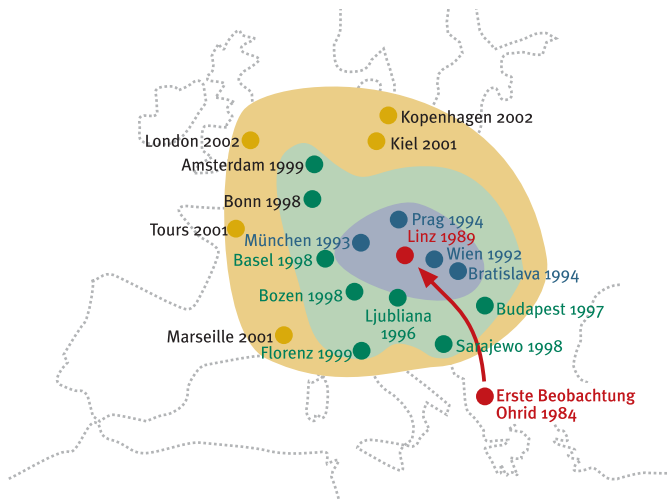 Kopenhagen 2002
London 2002
Kiel 2001
Amsterdam 1999
Bonn 1998
Prag 1994
Tours 2001
Linz 1989
München 1993
Wien 1992
Basel 1998
Bratislava 1994
Bozen 1998
Ljubliana
1996
Budapest 1997
Marseille 2001
Sarajewo 1998
Florenz 1999
Erste Beobachtung
Ohrid 1984